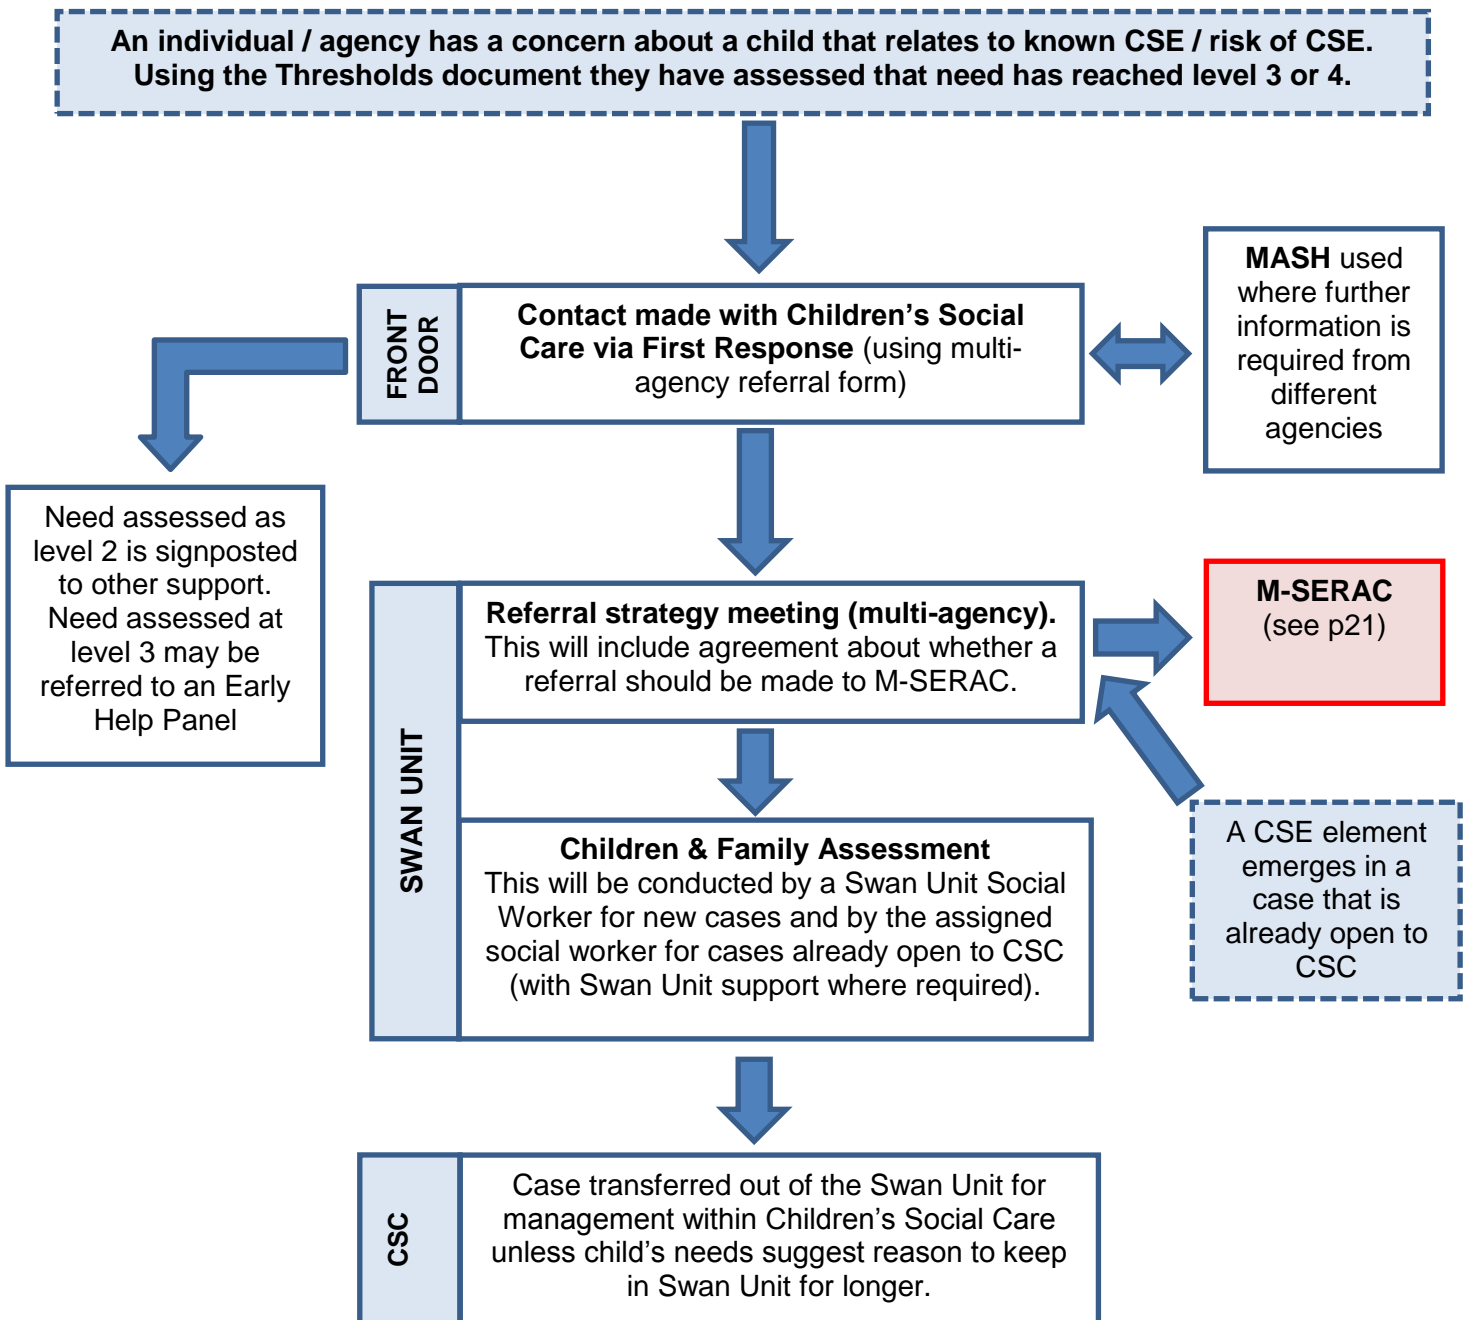 An individual / agency has a concern about a child that relates to known CSE / risk of CSE.
Using the Thresholds document they have assessed that need has reached level 3 or 4.
FRONT
DOOR
Contact made with Children’s Social
Care via First Response (using multi-
agency referral form)
MASH used
where further
information is
required from
different
agencies
Need assessed as
level 2 is signposted
to other support.
Need assessed at
level 3 may be
referred to an Early
Help Panel
SWAN UNIT
Referral strategy meeting (multi-agency).
This will include agreement about whether a
referral should be made to M-SERAC.
M-SERAC
(see p21)
Children & Family Assessment
This will be conducted by a Swan Unit Social
Worker for new cases and by the assigned
social worker for cases already open to CSC
(with Swan Unit support where required).
A CSE element
emerges in a
case that is
already open to
CSC
CSC
Case transferred out of the Swan Unit for
management within Children’s Social Care
unless child’s needs suggest reason to keep
in Swan Unit for longer.